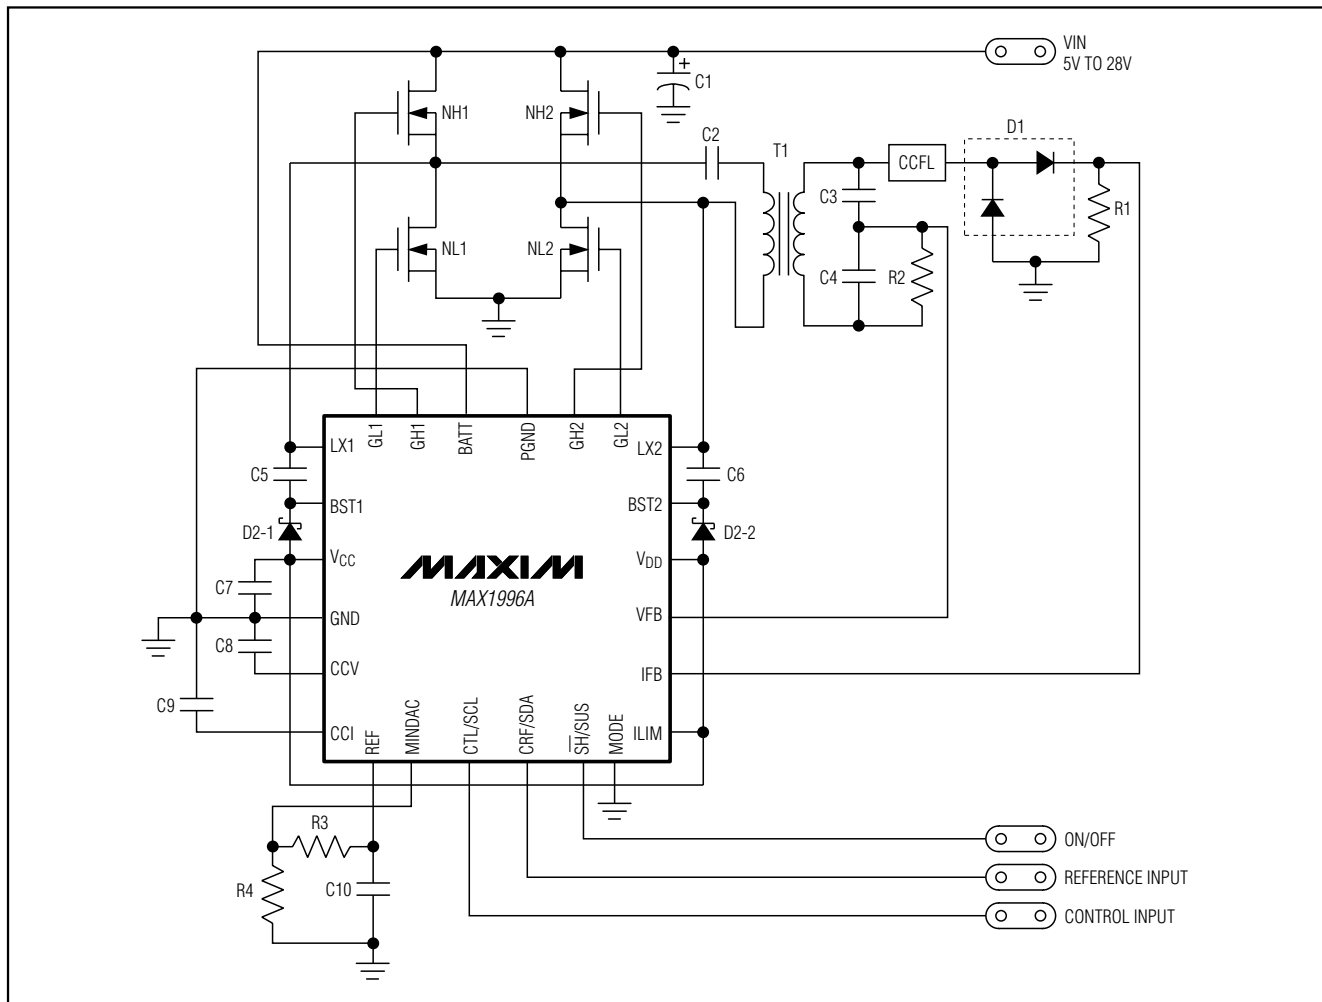 VIN
5V TO 28V
C1
NH1
NH2
C2
T1
D1
CCFL
C3
R1
NL1
NL2
C4
R2
GL1
GH1
BATT
PGND
GH2
GL2
LX1
LX2
C5
C6
BST1
BST2
D2-1
D2-2
VCC
VDD
MAXIM
MAX1996A
C7
GND
VFB
C8
CCV
IFB
C9
CCI
REF
MINDAC
CTL/SCL
CRF/SDA
SH/SUS
MODE
ILIM
R3
R4
C10
ON/OFF
REFERENCE INPUT
CONTROL INPUT